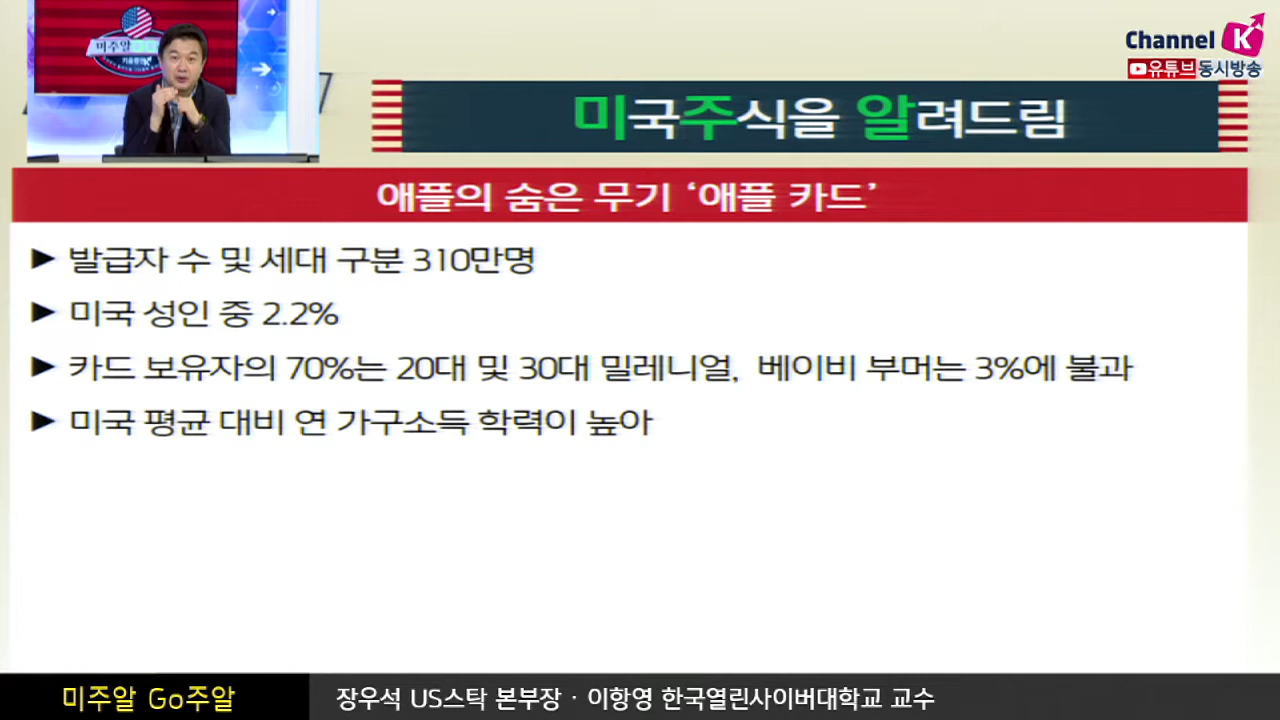 미주알
Channel K
유튜브동시방송
미국주식을 알려드림
애플의 숨은 무기 ‘애플 카드’
▶ 발급자 수 및 세대 구분 310만명
▶ 미국 성인 중 2.2%
▶ 카드 보유자의 70%는 20대 및 30대 밀레니얼, 베이비 부머는 3%에 불과
▶ 미국 평균 대비 연 가구소득 학력이 높아
미주알 Go주알
장우석 US스탁 본부장 · 이항영 한국열린사이버대학교 교수